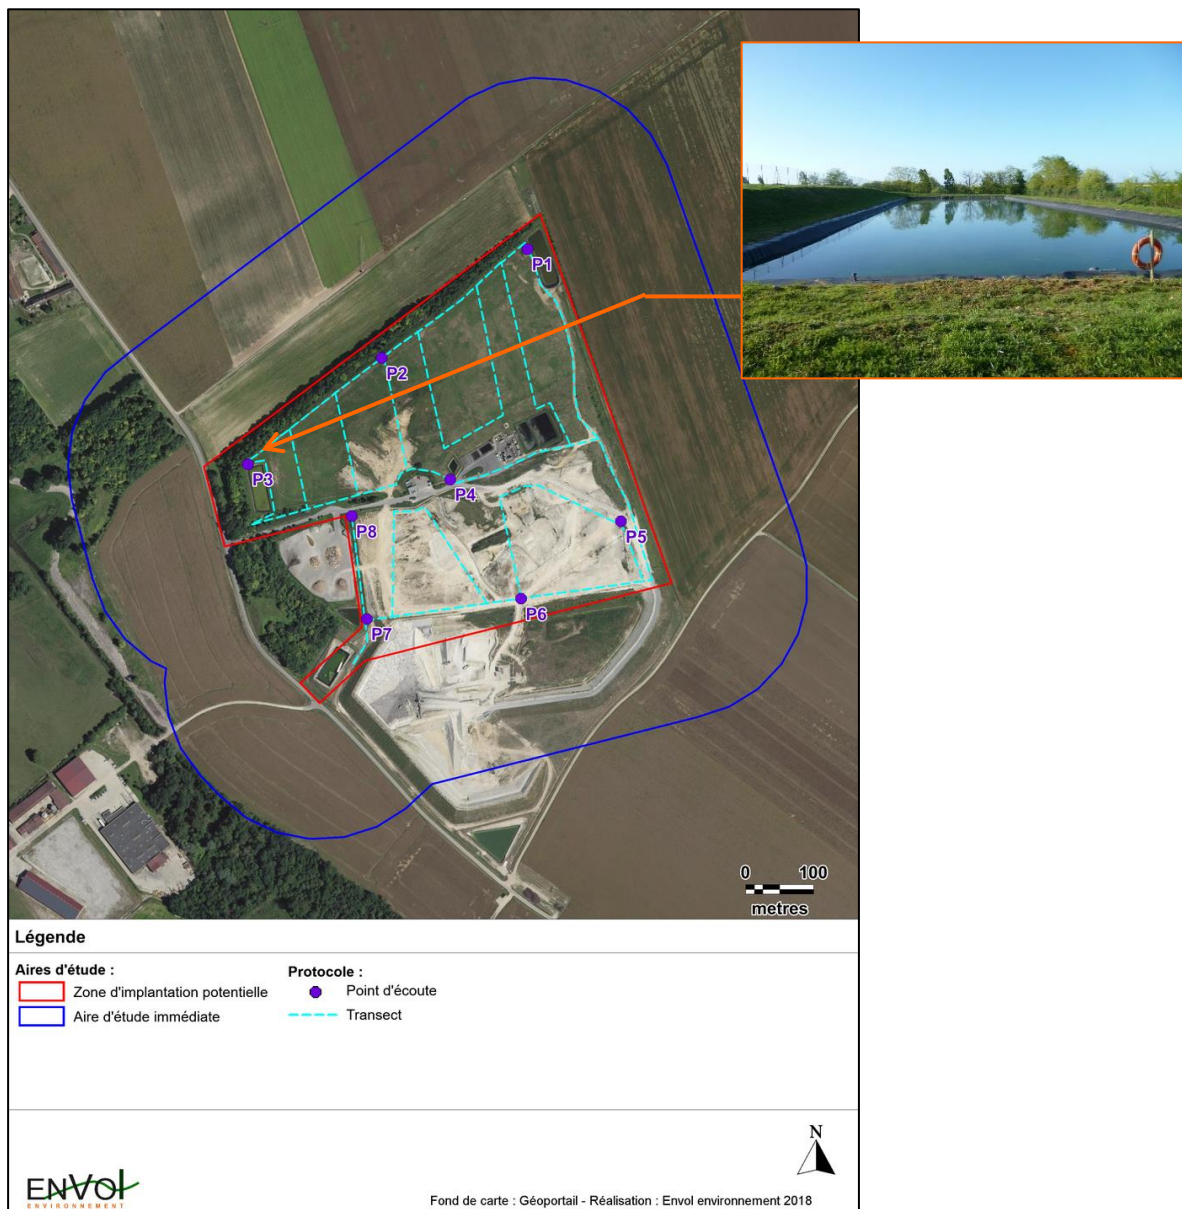 P1
P2
P3
P4
P5
P8
P6
P7
0 100
metres
Légende
Aires d'étude :
Zone d'implantation potentielle
Aire d'étude immédiate
Protocole :
Point d'écoute
Transect
N
ENVOl
ENVIRONNEMENT
Fond de carte : Géoportail - Réalisation : Envol environnement 2018